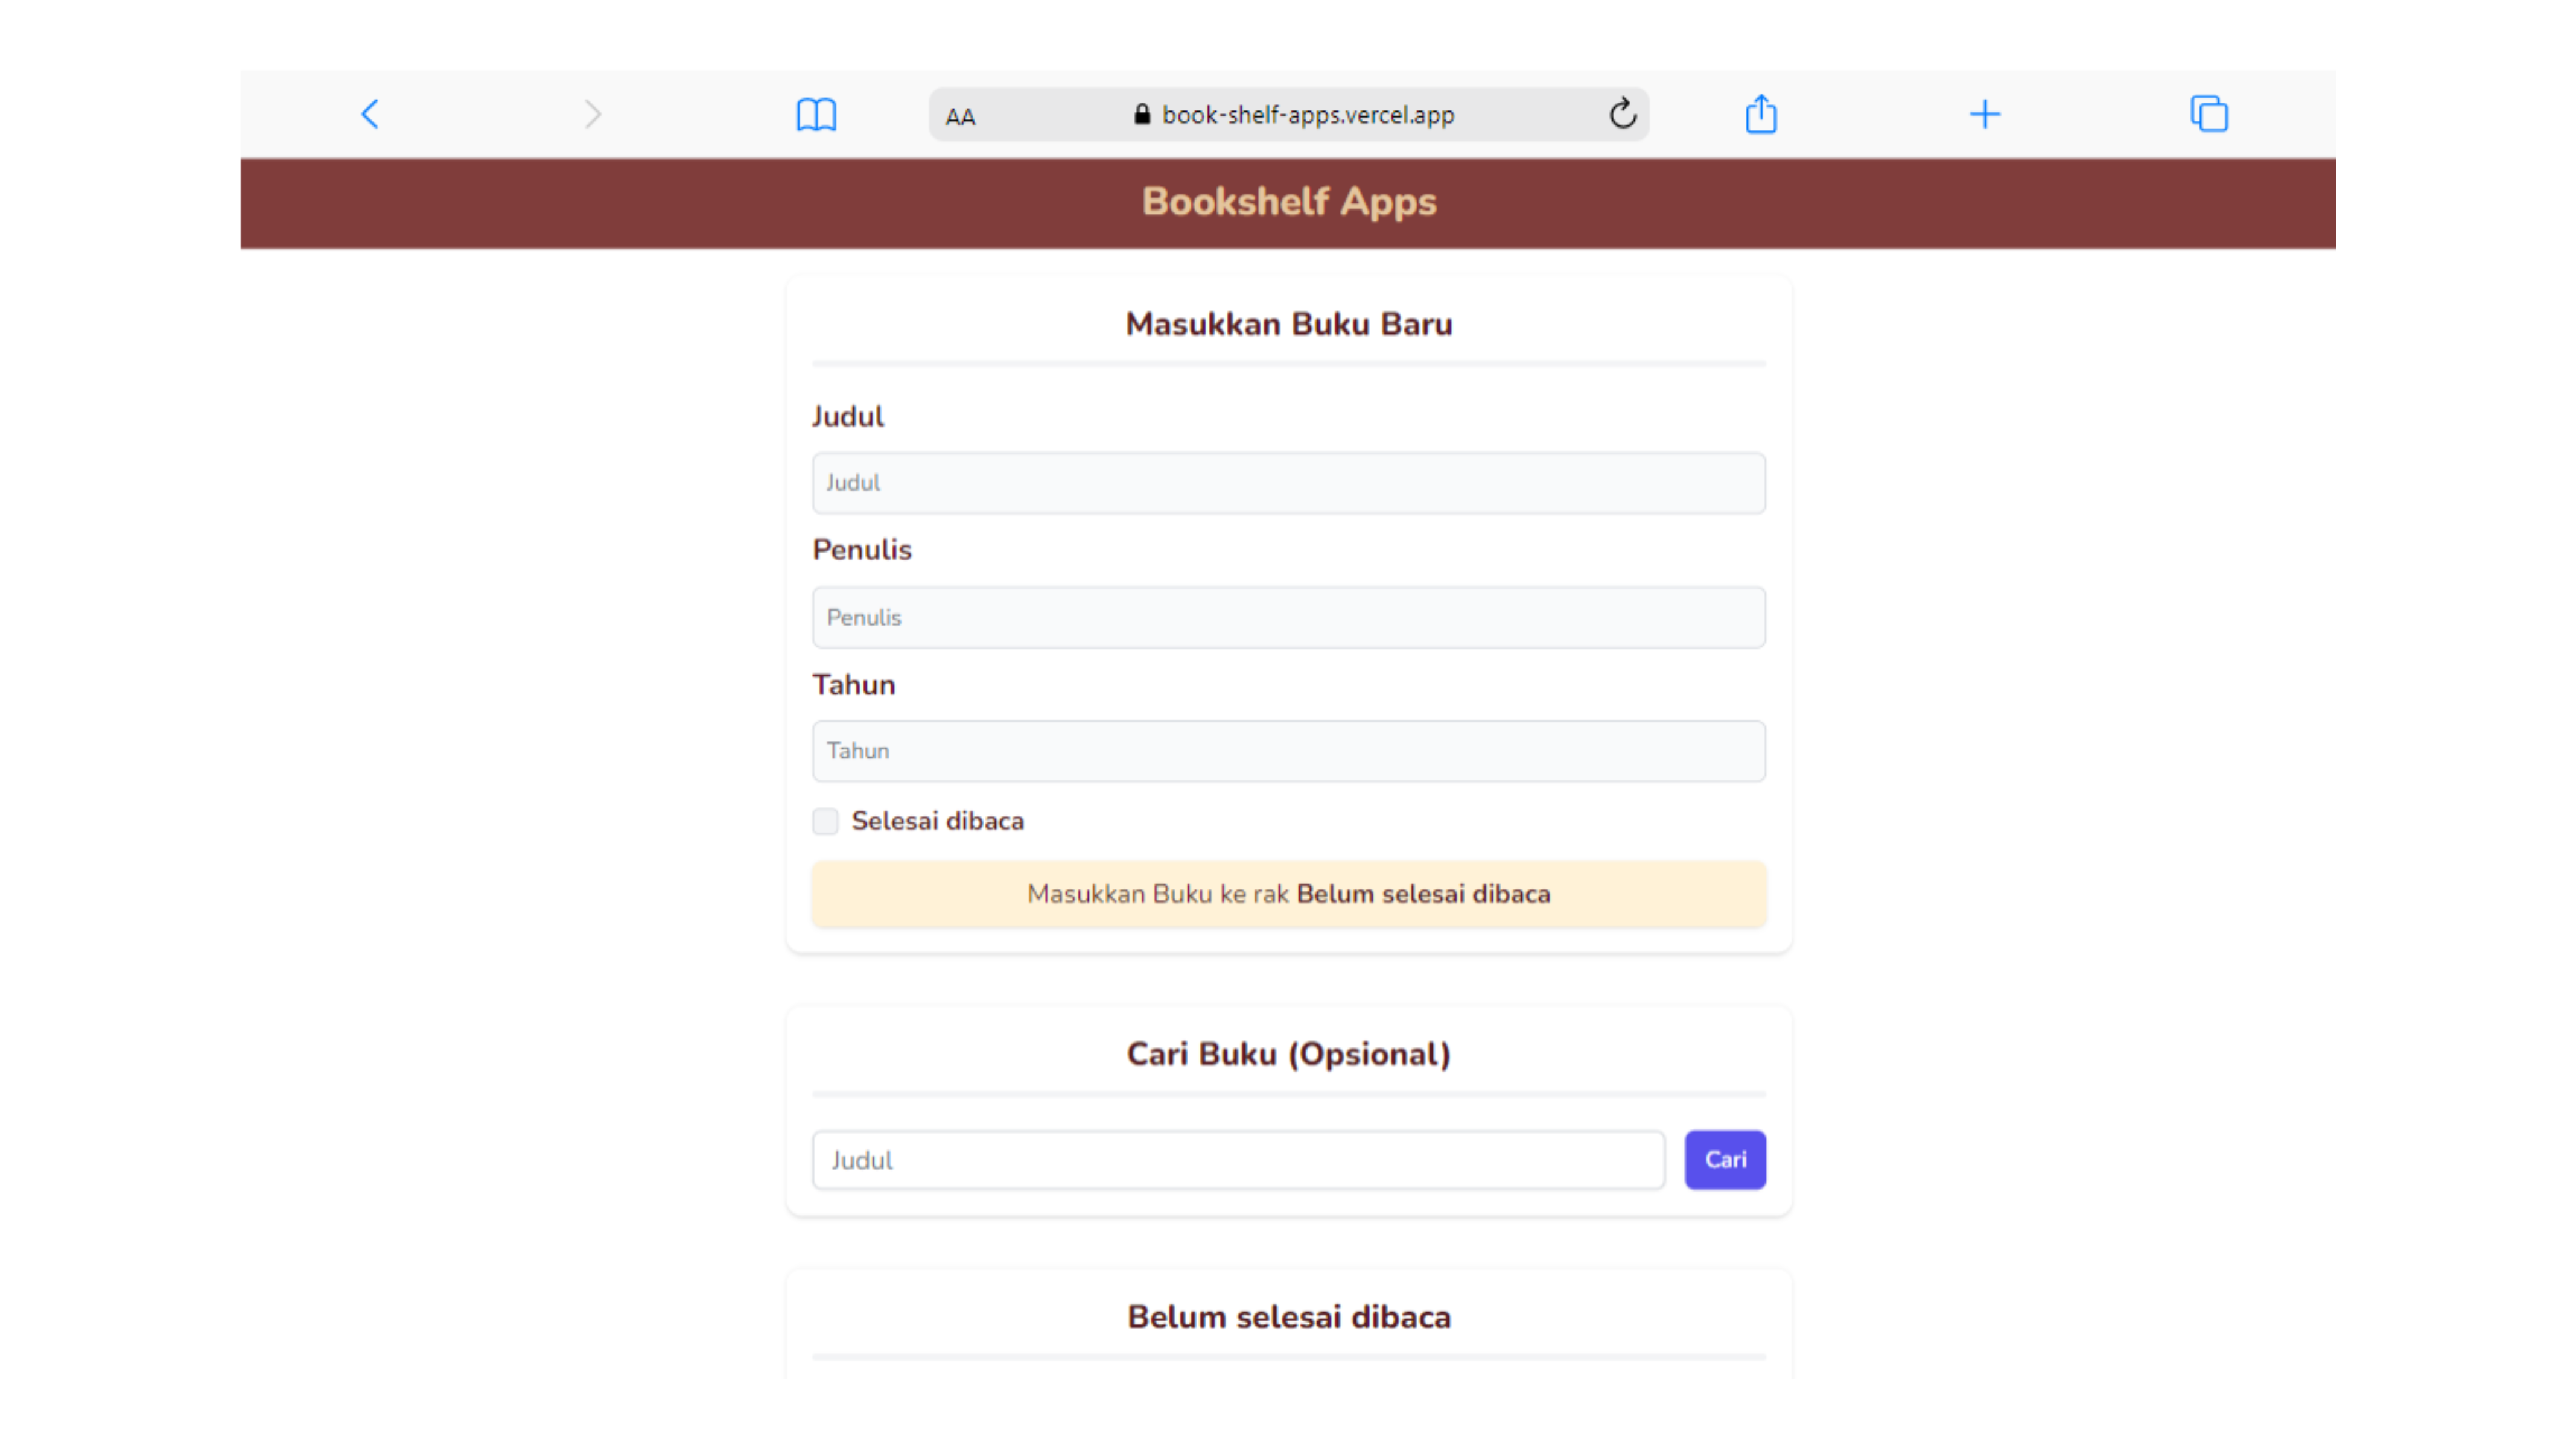 AA book-shelf-apps.vercel.app
Bookshelf Apps
Masukkan Buku Baru
Judul
Judul
Penulis
Penulis
Tahun
Tahun
Selesai dibaca
Masukkan Buku ke rak Belum selesai dibaca
Cari Buku (Opsional)
Judul Cari
Belum selesai dibaca